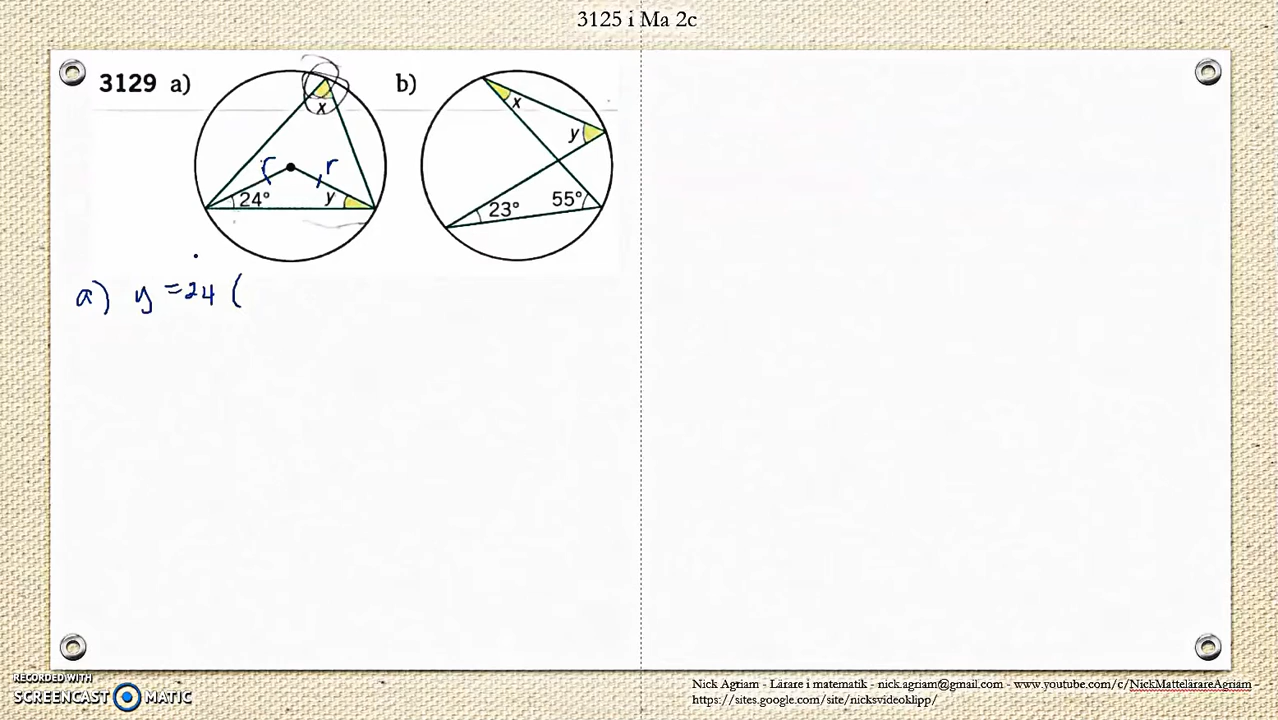 3125 i Ma 2c
3129 a) b)
x
x
y
r r
24° y
23° 55°
a) y = 24 (
RECORDED WITH
SCREENCAST MATIC
Nick Agriam - Lärare i matematik - nick.agriam@gmail.com - www.youtube.com/c/NickMattelärareAgriam
https://sites.google.com/site/nicksvideoklipp/